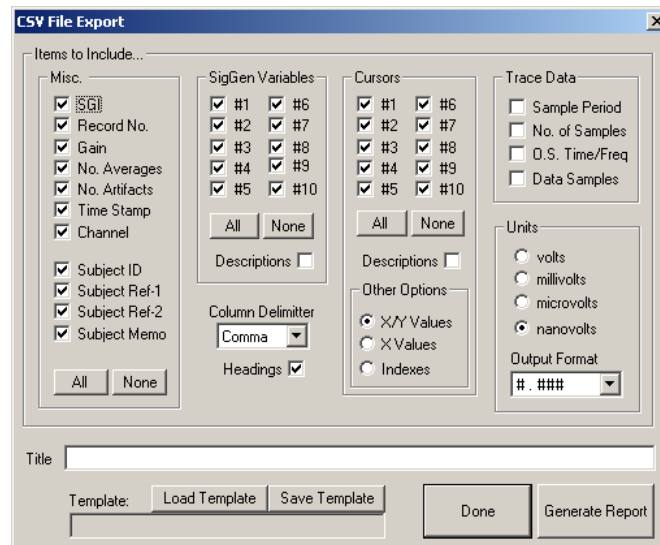 CSV File Export
Items to Include...
Misc.
SGI
Record No.
Gain
No. Averages
No. Artifacts
Time Stamp
Channel
Subject ID
Subject Ref-1
Subject Ref-2
Subject Memo
All None
SigGen Variables
#1 #6
#2 #7
#3 #8
#4 #9
#5 #10
All None
Descriptions
Column Delimitter
Comma
Headings
Cursors
#1 #6
#2 #7
#3 #8
#4 #9
#5 #10
All None
Descriptions
Other Options
X/Y Values
X Values
Indexes
Trace Data
Sample Period
No. of Samples
O.S. Time/Freq
Data Samples
Units
volts
millivolts
microvolts
nanovolts
Output Format
# . ###
Title
Template: Load Template Save Template
Done
Generate Report